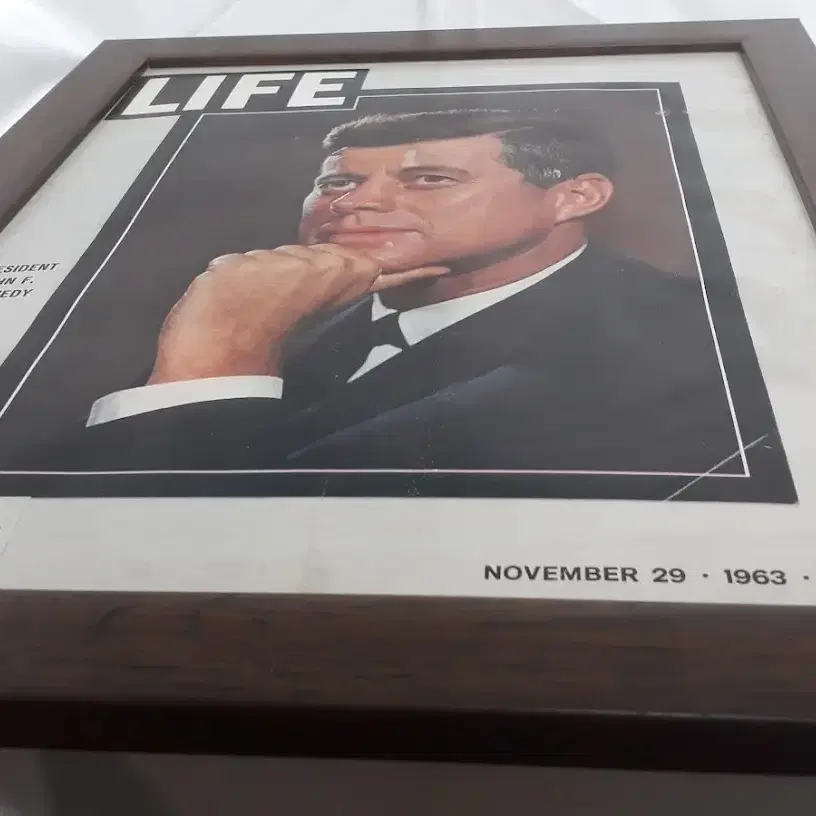 LIFE
ESIDENT
HN F.
EDY
NOVEMBER 29 · 1963 ·